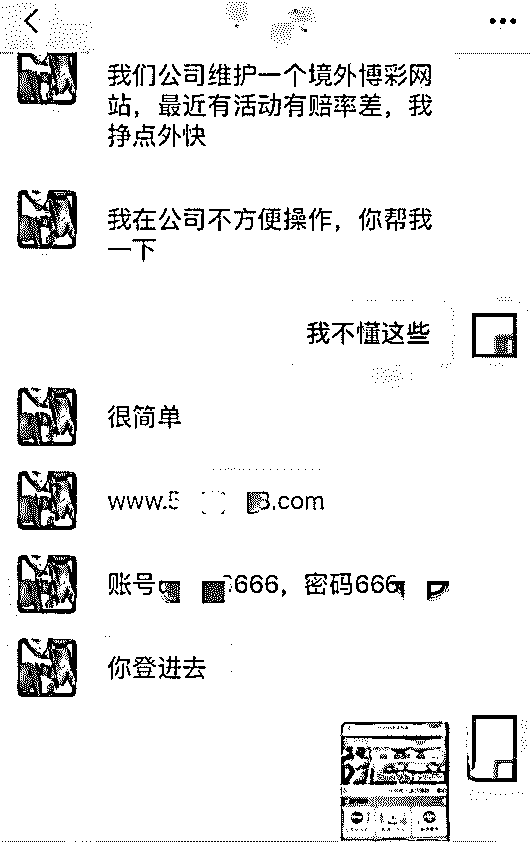 我们公司维护一个境外博彩网
站，最近有活动有赔率差，我
挣点外快
我在公司不方便操作，你帮我
一下
我不懂这些
很简单
www.5 8.com
账号 666，密码666
你登进去